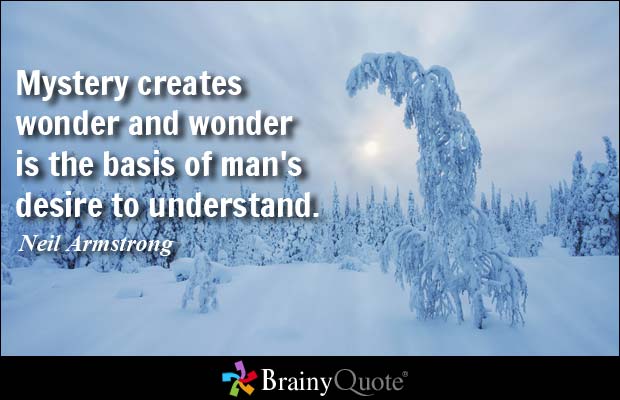 Mystery creates
wonder and wonder
is the basis of man's
desire to understand.
Neil Armstrong
BrainyQuote®